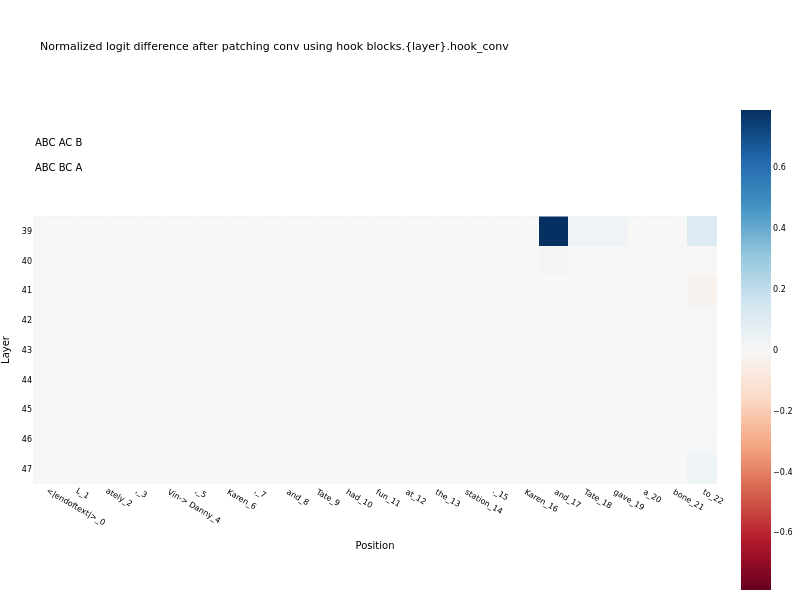 Normalized logit difference after patching conv using hook blocks.{layer}.hook_conv
ABC AC B
ABC BC A
Layer
39
40
41
42
43
44
45
46
47
<|endoftext|>_0
L_1
ately_2
,_3
Vin-> Danny_4
,_5
Karen_6
,_7
and_8
Tate_9
had_10
fun_11
at_12
the_13
station_14
._15
Karen_16
and_17
Tate_18
gave_19
a_20
bone_21
to_22
Position
0.6
0.4
0.2
0
−0.2
−0.4
−0.6